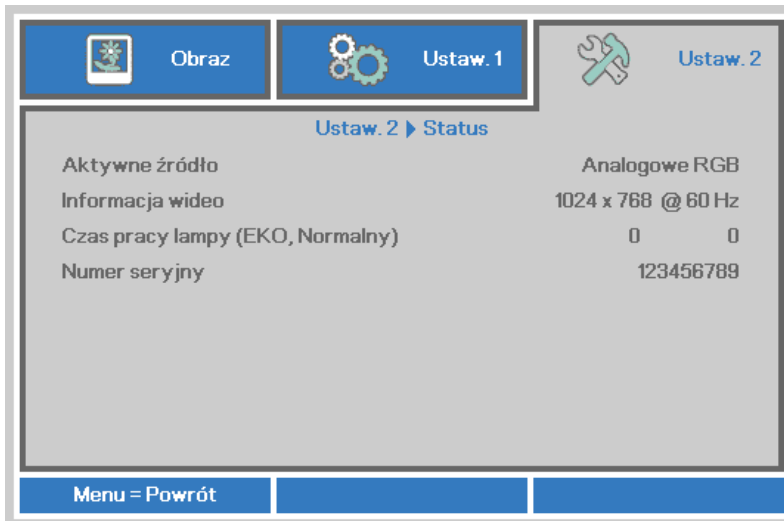 Obraz
Ustaw. 1
Ustaw. 2
Ustaw. 2 Status
Aktywne źródło Analogowe RGB
Informacja wideo 1024 x 768 @ 60 Hz
Czas pracy lampy (EKO, Normalny) 0 0
Numer seryjny 123456789
Menu = Powrót